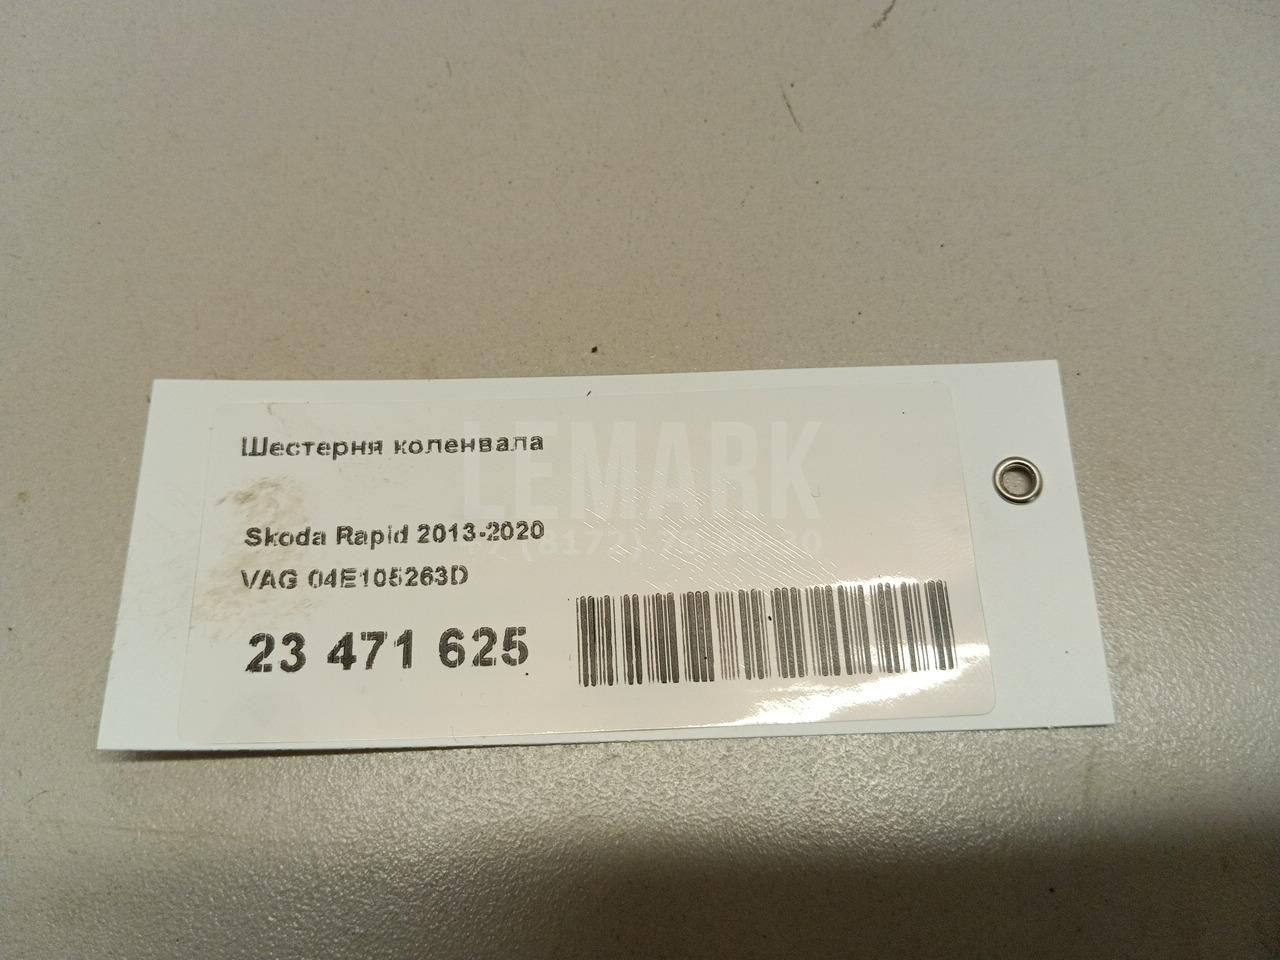 Шестерня коленвала
LEMARK
Skoda Rapid 2013-2020
VAG 04E105263D
23 471 625